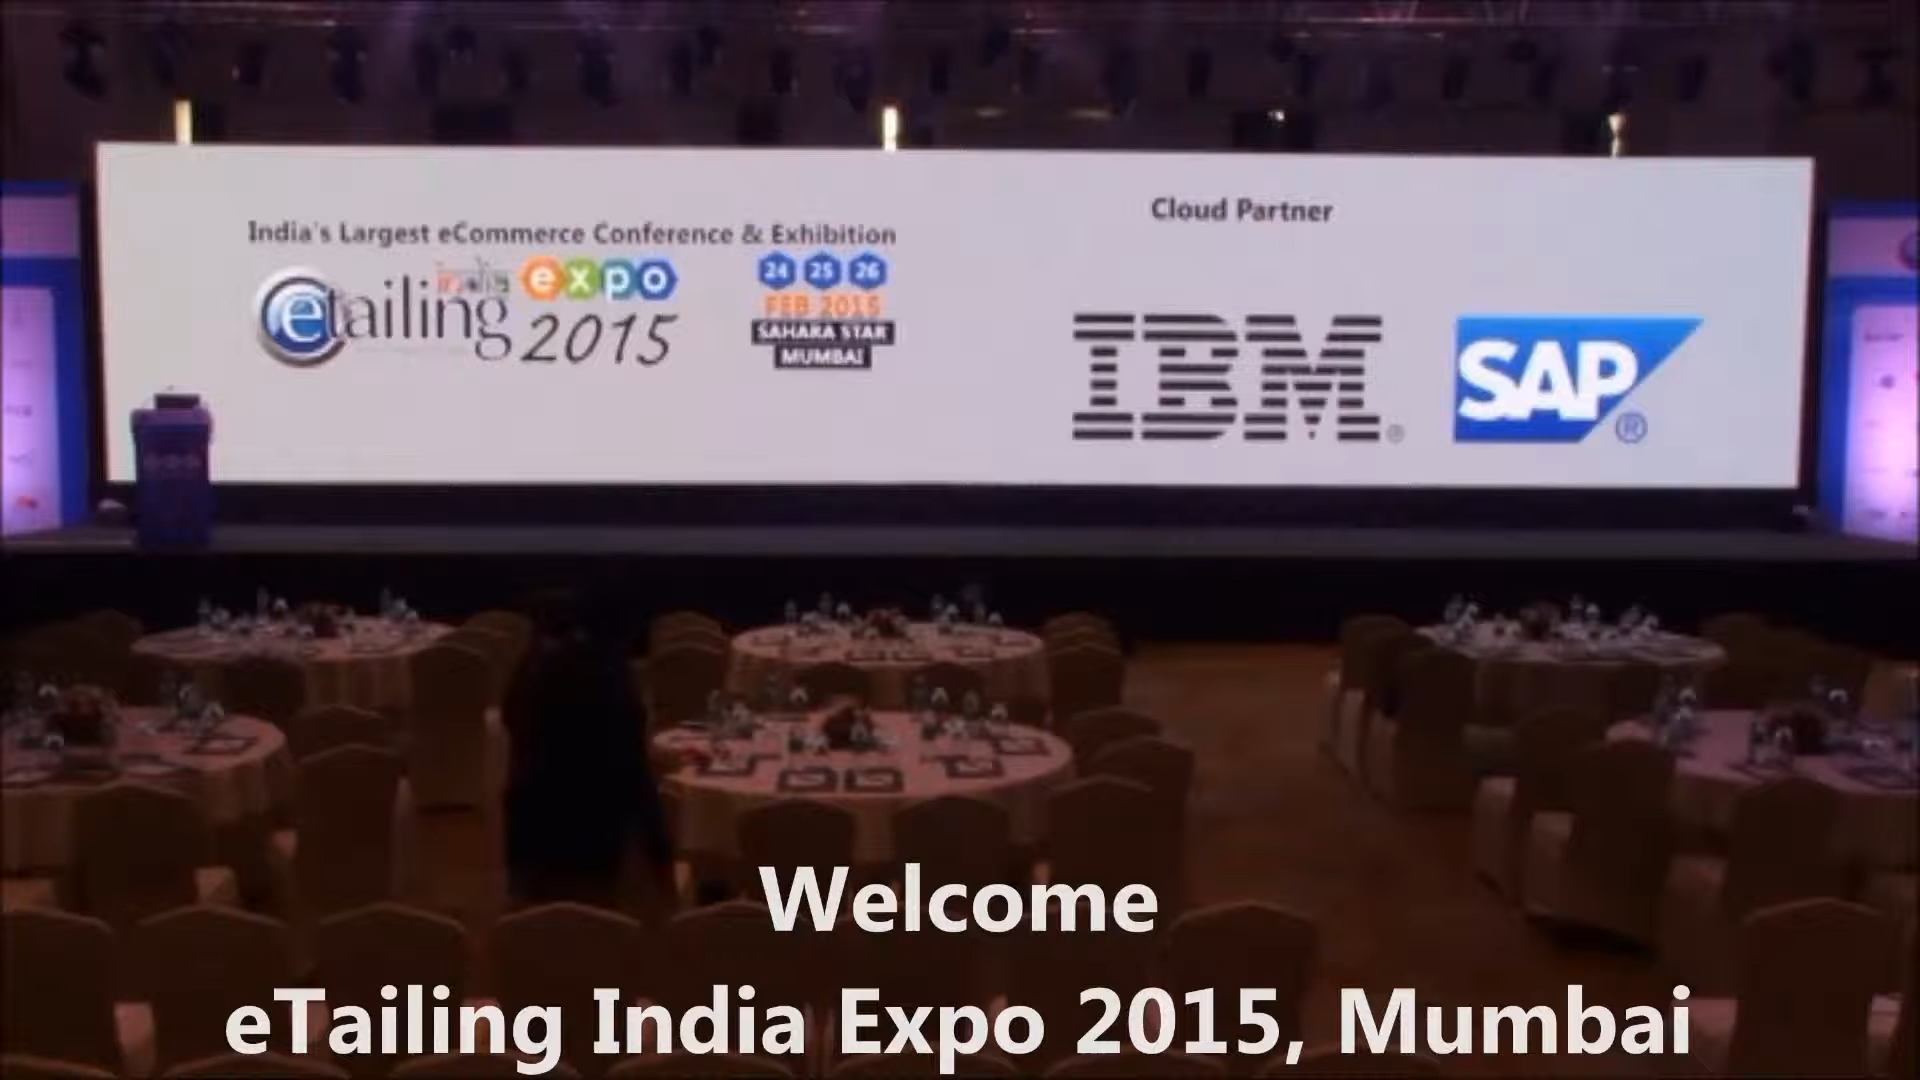 India's Largest eCommerce Conference & Exhibition
etailing india expo 2015
24 25 26
FEB 2015
SAHARA STAR
MUMBAI
Cloud Partner
IBM®
SAP®
Welcome
eTailing India Expo 2015, Mumbai